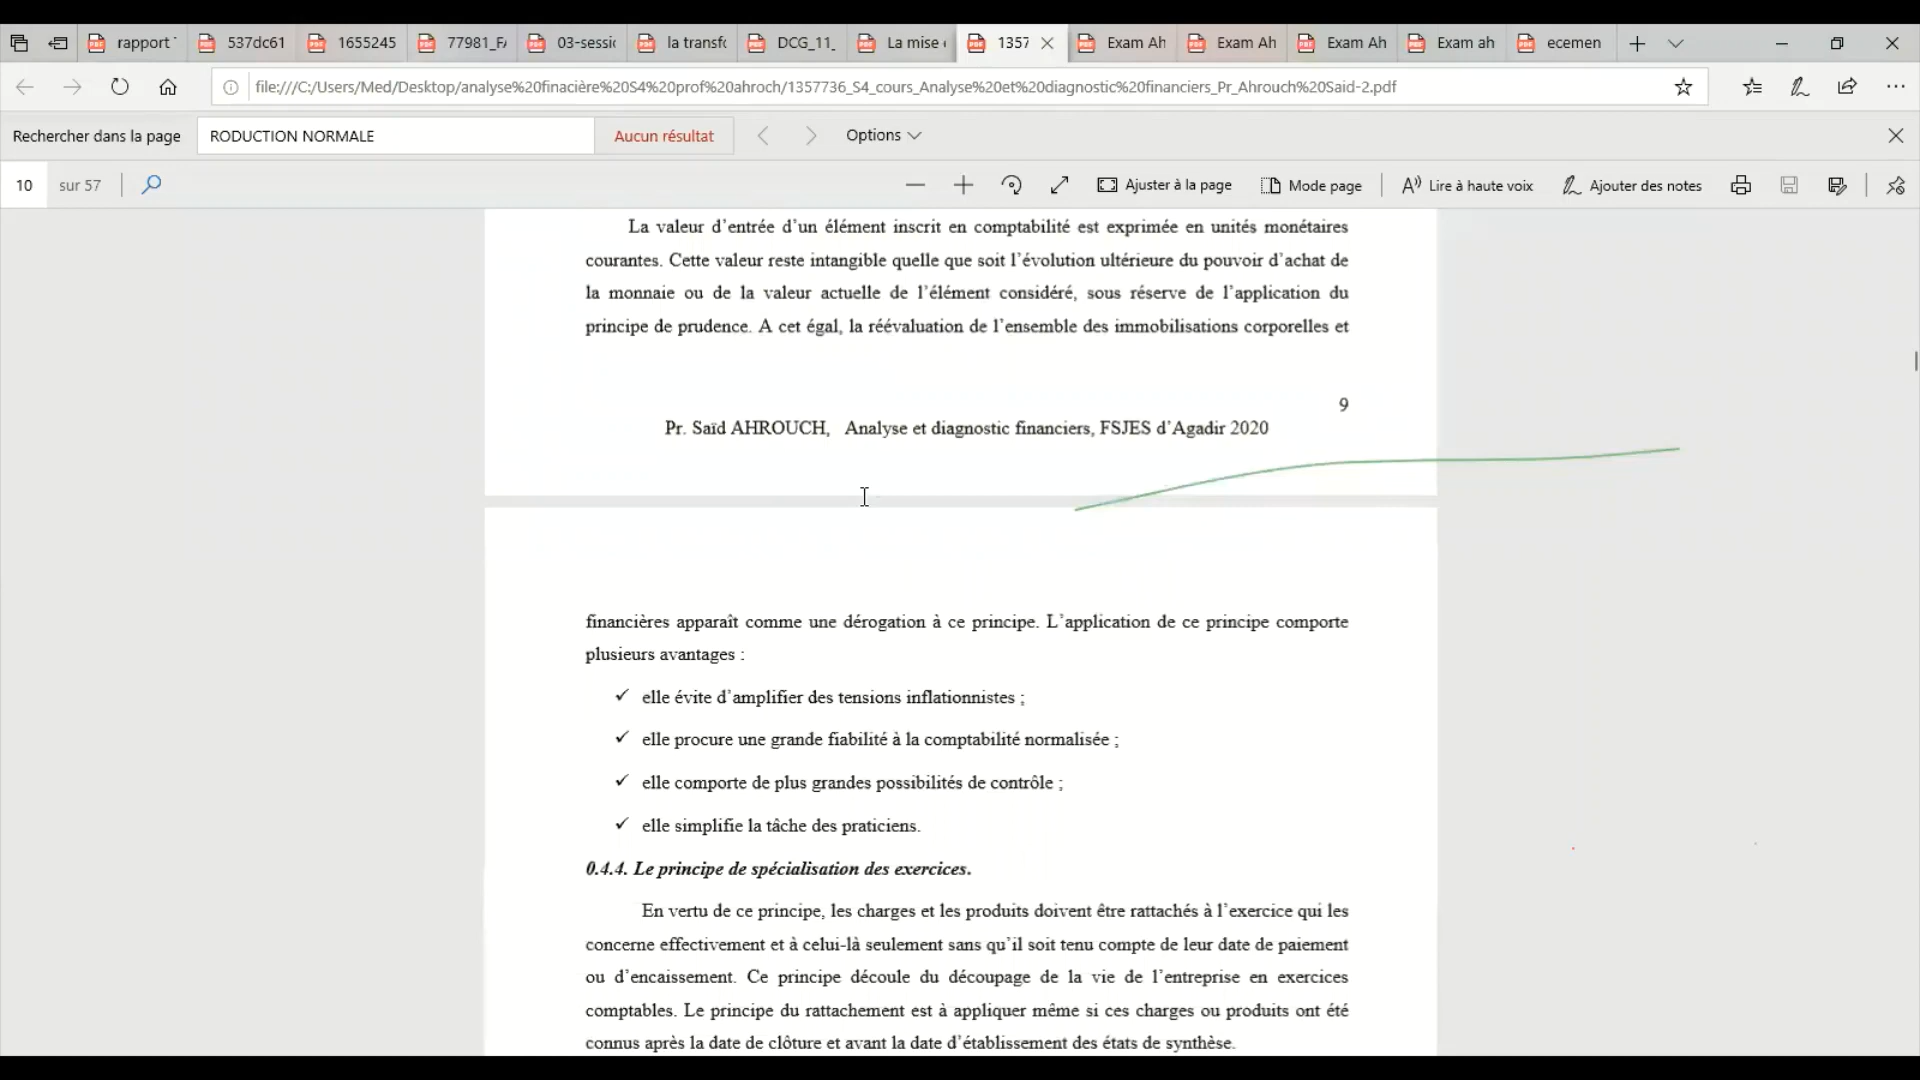 rapport
537dc61
1655245
77981_F
03-sessi
la transf
DCG_11_
La mise
1357
Exam Ah
Exam Ah
Exam Ah
Exam ah
ecemen
file:///C:/Users/Med/Desktop/analyse%20finacière%20S4%20prof%20ahroch/1357736_S4_cours_Analyse%20et%20diagnostic%20financiers_Pr_Ahrouch%20Said-2.pdf
Rechercher dans la page RODUCTION NORMALE Aucun résultat Options
10 sur 57 Ajuster à la page Mode page Lire à haute voix Ajouter des notes
La valeur d’entrée d’un élément inscrit en comptabilité est exprimée en unités monétaires
courantes. Cette valeur reste intangible quelle que soit l’évolution ultérieure du pouvoir d’achat de
la monnaie ou de la valeur actuelle de l’élément considéré, sous réserve de l’application du
principe de prudence. A cet égal, la réévaluation de l’ensemble des immobilisations corporelles et
9
Pr. Saïd AHROUCH, Analyse et diagnostic financiers, FSJES d’Agadir 2020
financières apparaît comme une dérogation à ce principe. L’application de ce principe comporte
plusieurs avantages :
✓ elle évite d’amplifier des tensions inflationnistes ;
✓ elle procure une grande fiabilité à la comptabilité normalisée ;
✓ elle comporte de plus grandes possibilités de contrôle ;
✓ elle simplifie la tâche des praticiens.
0.4.4. Le principe de spécialisation des exercices.
En vertu de ce principe, les charges et les produits doivent être rattachés à l’exercice qui les
concerne effectivement et à celui-là seulement sans qu’il soit tenu compte de leur date de paiement
ou d’encaissement. Ce principe découle du découpage de la vie de l’entreprise en exercices
comptables. Le principe du rattachement est à appliquer même si ces charges ou produits ont été
connus après la date de clôture et avant la date d’établissement des états de synthèse.